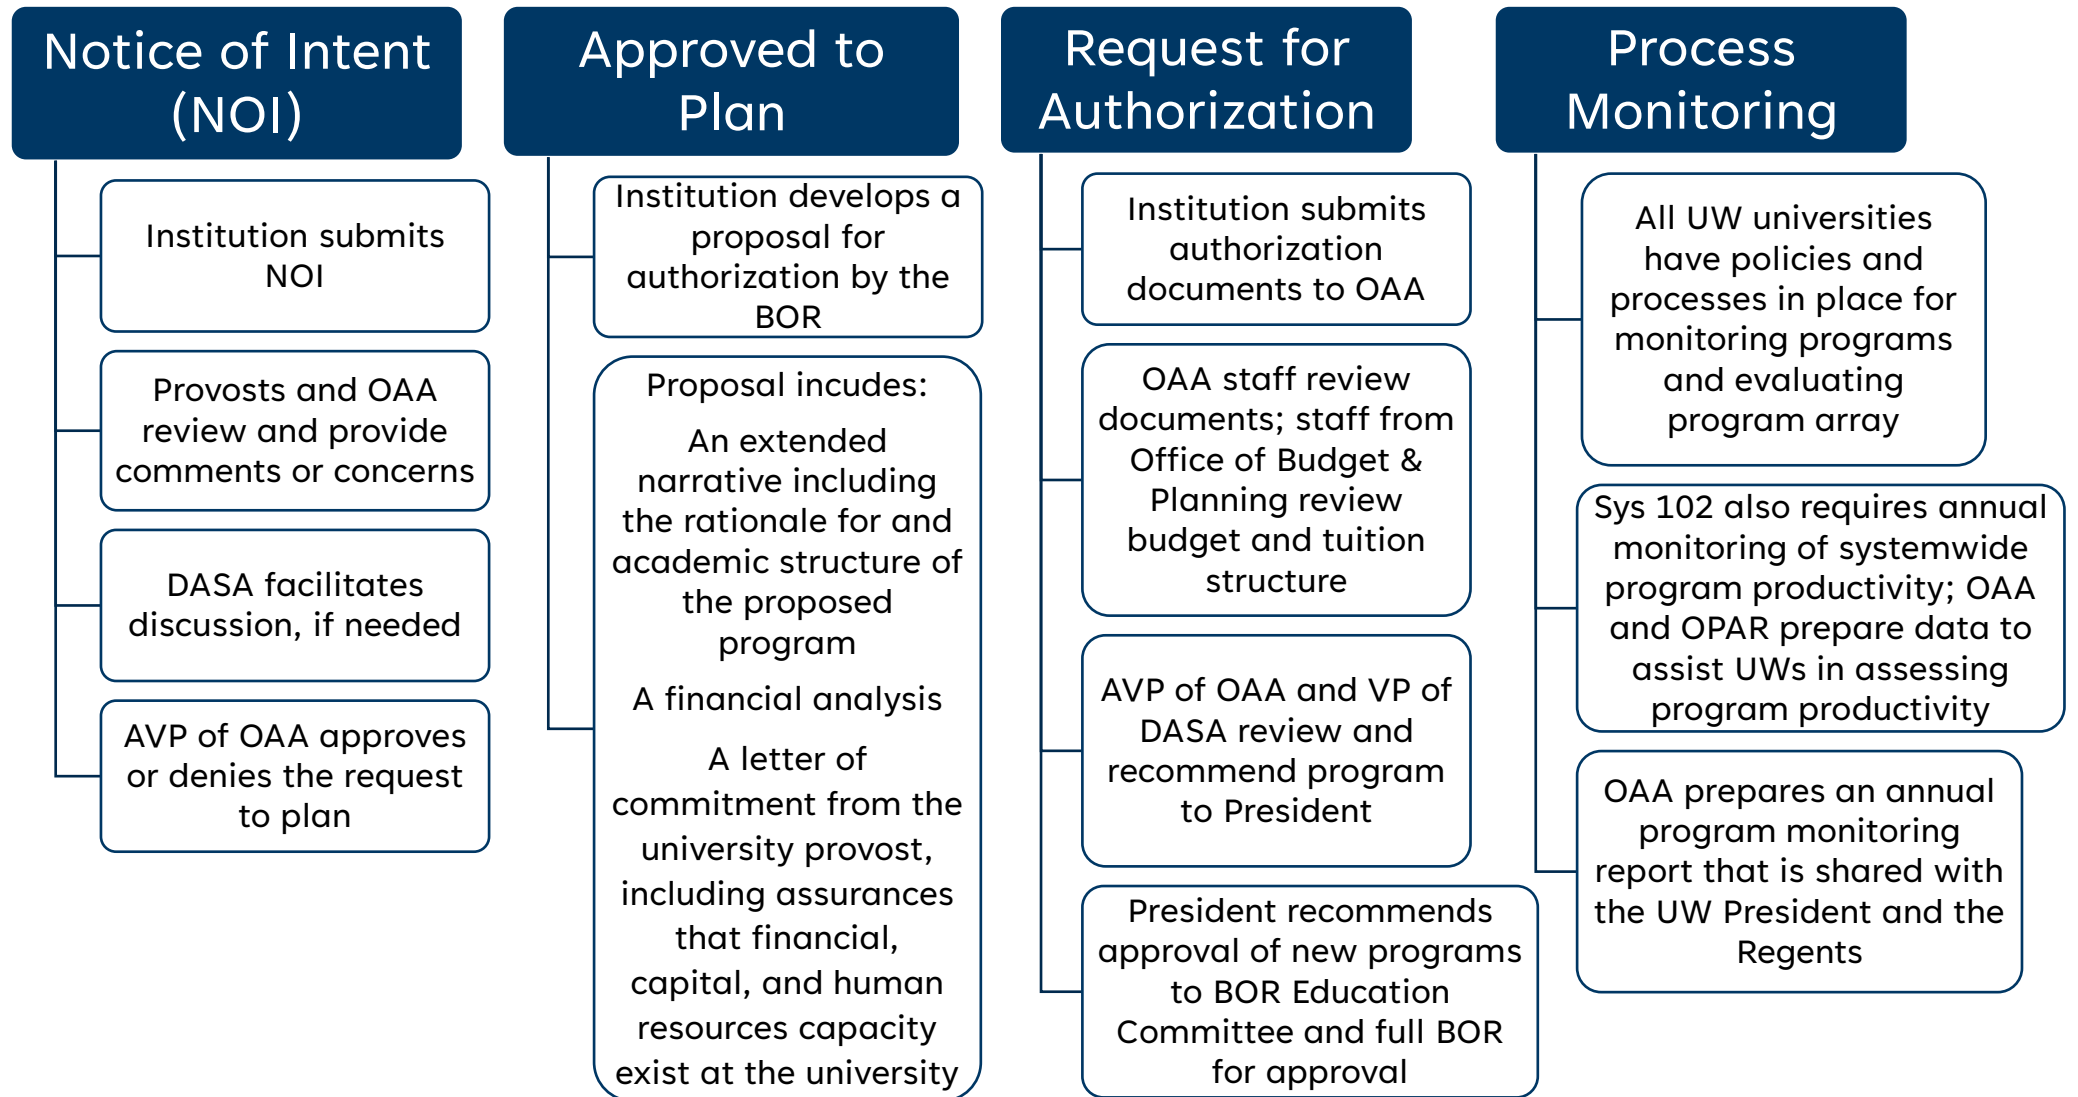 Notice of Intent
(NOI)
Institution submits
NOI
Provosts and OAA
review and provide
comments or concerns
DASA facilitates
discussion, if needed
AVP of OAA approves
or denies the request
to plan
Approved to
Plan
Institution develops a
proposal for
authorization by the
BOR
Proposal incudes:
An extended
narrative including
the rationale for and
academic structure of
the proposed
program
A financial analysis
A letter of
commitment from the
university provost,
including assurances
that financial,
capital, and human
resources capacity
exist at the university
Request for
Authorization
Institution submits
authorization
documents to OAA
OAA staff review
documents; staff from
Office of Budget &
Planning review
budget and tuition
structure
AVP of OAA and VP of
DASA review and
recommend program
to President
President recommends
approval of new programs
to BOR Education
Committee and full BOR
for approval
Process
Monitoring
All UW universities
have policies and
processes in place for
monitoring programs
and evaluating
program array
Sys 102 also requires annual
monitoring of systemwide
program productivity; OAA
and OPAR prepare data to
assist UWs in assessing
program productivity
OAA prepares an annual
program monitoring
report that is shared with
the UW President and the
Regents